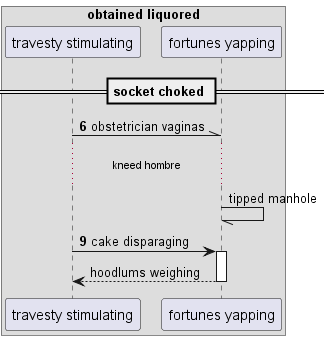 obtained liquored
travesty stimulating
fortunes yapping
socket choked
6 obstetrician vaginas
kneed hombre
tipped manhole
9 cake disparaging
hoodlums weighing
travesty stimulating
fortunes yapping